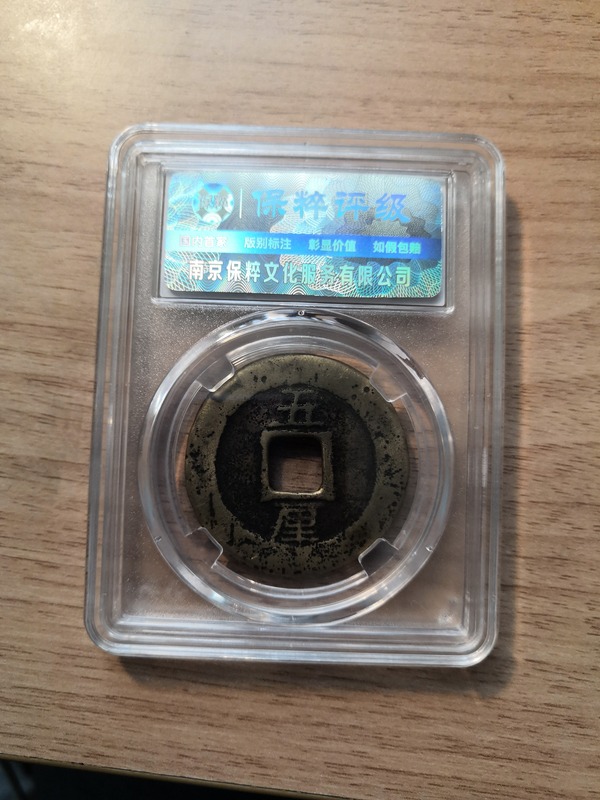 保粹评级
版别标注 彰显价值 如假包赔
南京保粹文化服务有限公司
五
厘